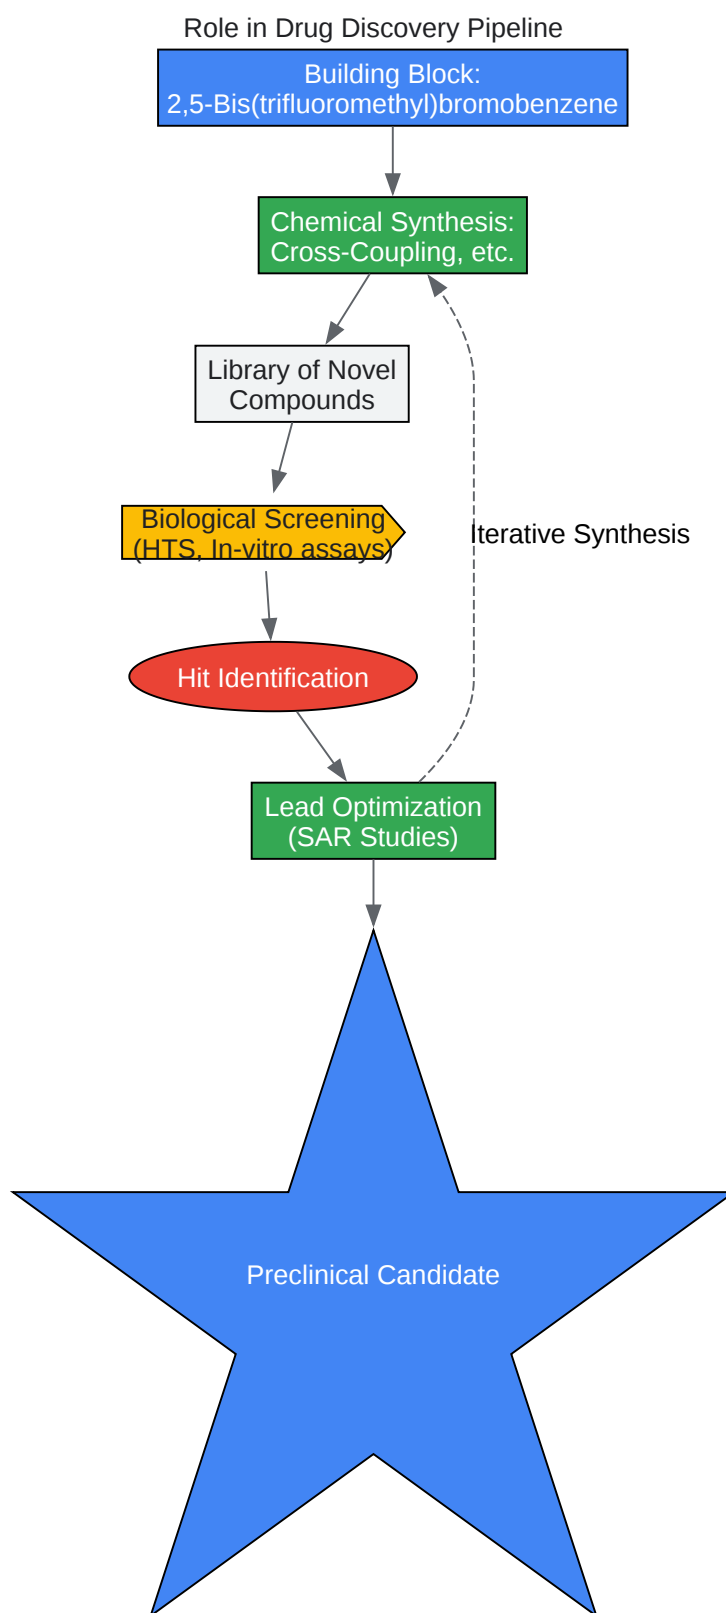 Role in Drug Discovery Pipeline
Building Block:
2,5-Bis(trifluoromethyl)bromobenzene
Chemical Synthesis:
Cross-Coupling, etc.
Library of Novel
Compounds
Biological Screening
(HTS, In-vitro assays)
Iterative Synthesis
Hit Identification
Lead Optimization
(SAR Studies)
Preclinical Candidate